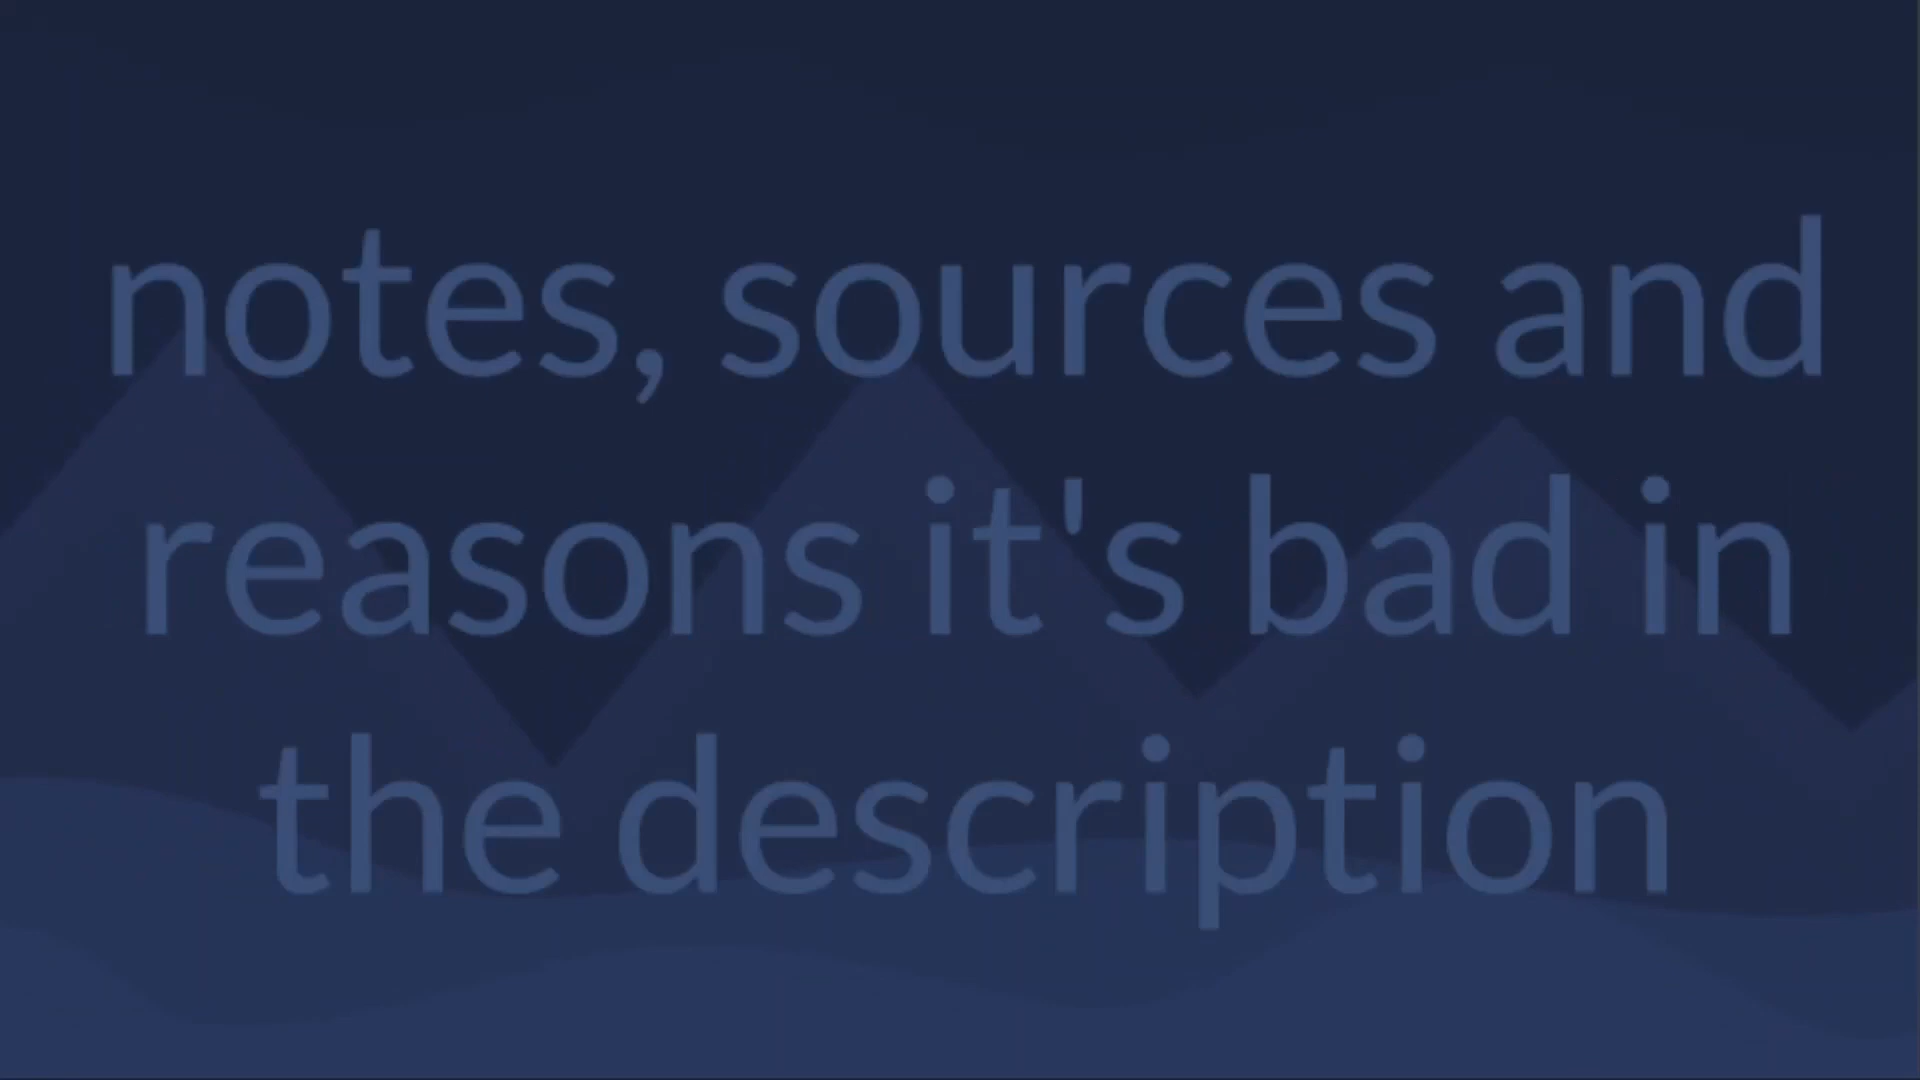 notes, sources and
reasons it's bad in
the description